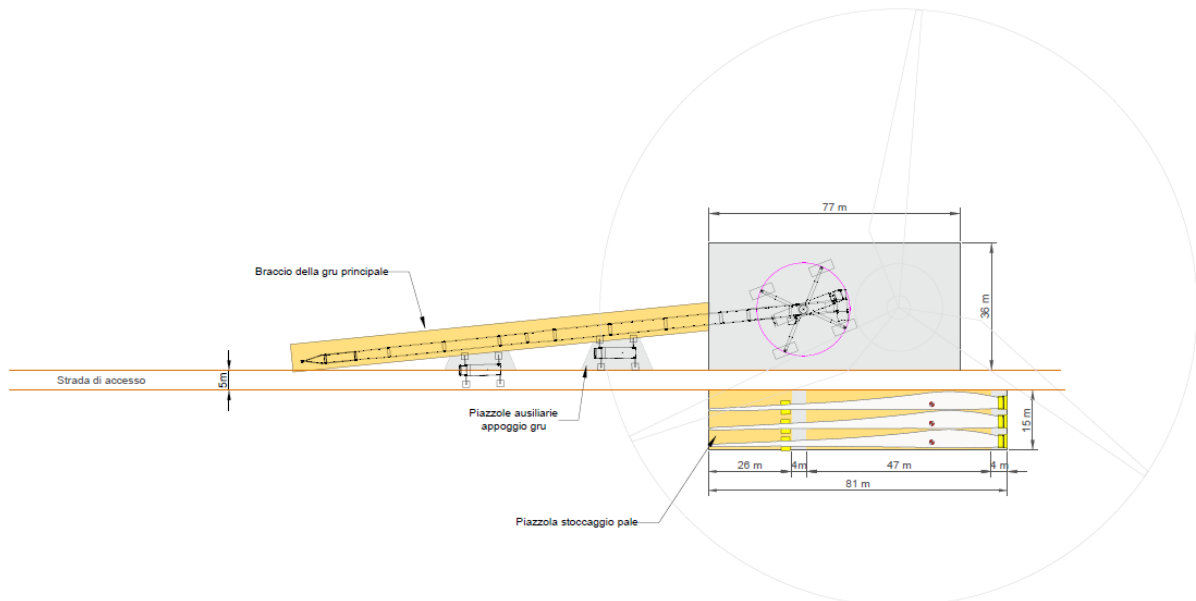 77 m
Braccio della gru principale
36 m
Strada di accesso
5m
Piazzole ausiliarie
appoggio gru
15 m
26 m
4m
47 m
4 m
81 m
Piazzola stoccaggio pale